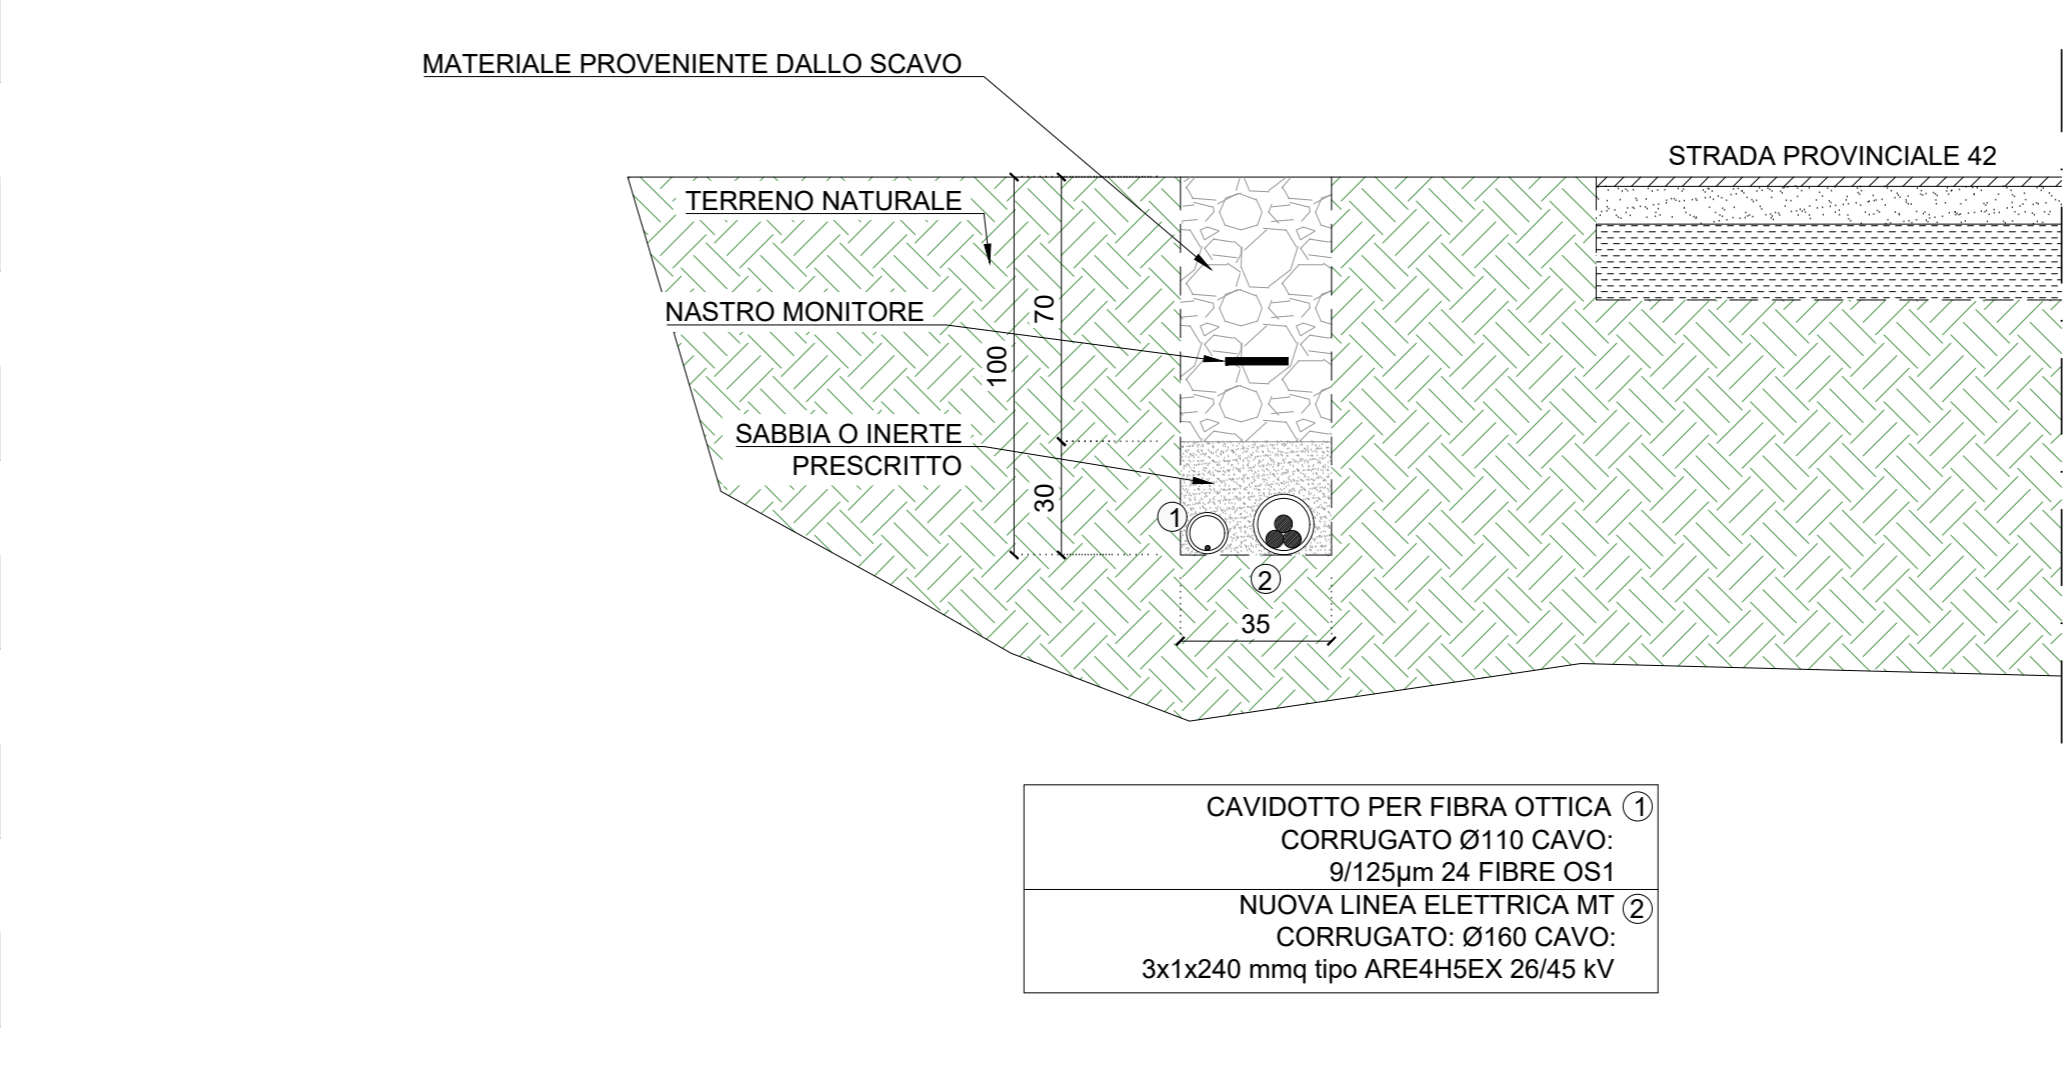 MATERIALE PROVENIENTE DALLO SCAVO
STRADA PROVINCIALE 42
TERRENO NATURALE
NASTRO MONITORE
70
100
SABBIA O INERTE
PRESCRITTO
30
1
2
35
CAVIDOTTO PER FIBRA OTTICA 1
CORRUGATO Ø110 CAVO:
9/125µm 24 FIBRE OS1
NUOVA LINEA ELETTRICA MT 2
CORRUGATO: Ø160 CAVO:
3x1x240 mmq tipo ARE4H5EX 26/45 kV